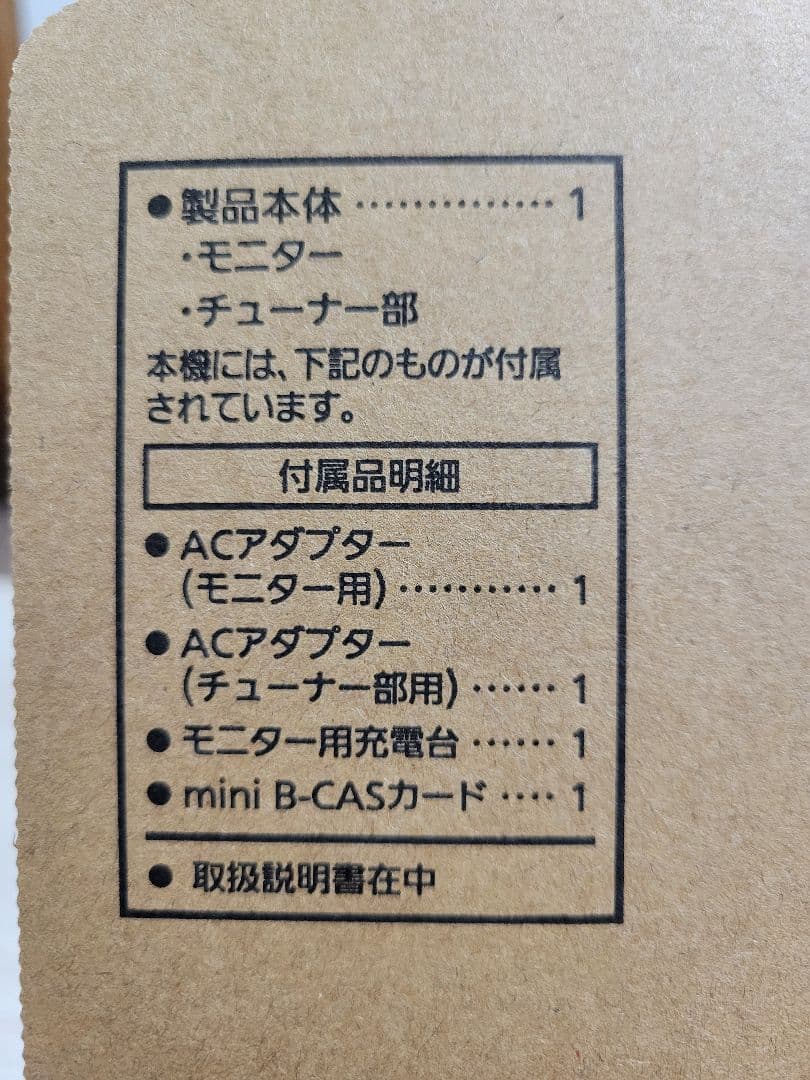 ●製品本体……………1
・モニター
・チューナー部
本機には、下記のものが付属
されています。
付属品明細
●ACアダプター
(モニター用)…………1
●ACアダプター
(チューナー部用)……1
●モニター用充電台……1
●mini B-CASカード‥‥1
●取扱説明書在中